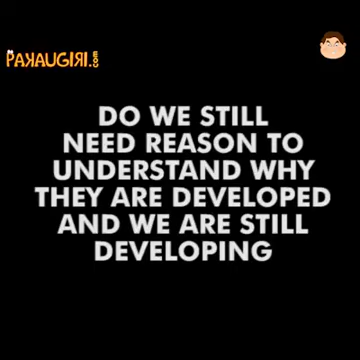 PAKAUGIRI.com
DO WE STILL
NEED REASON TO
UNDERSTAND WHY
THEY ARE DEVELOPED
AND WE ARE STILL
DEVELOPING